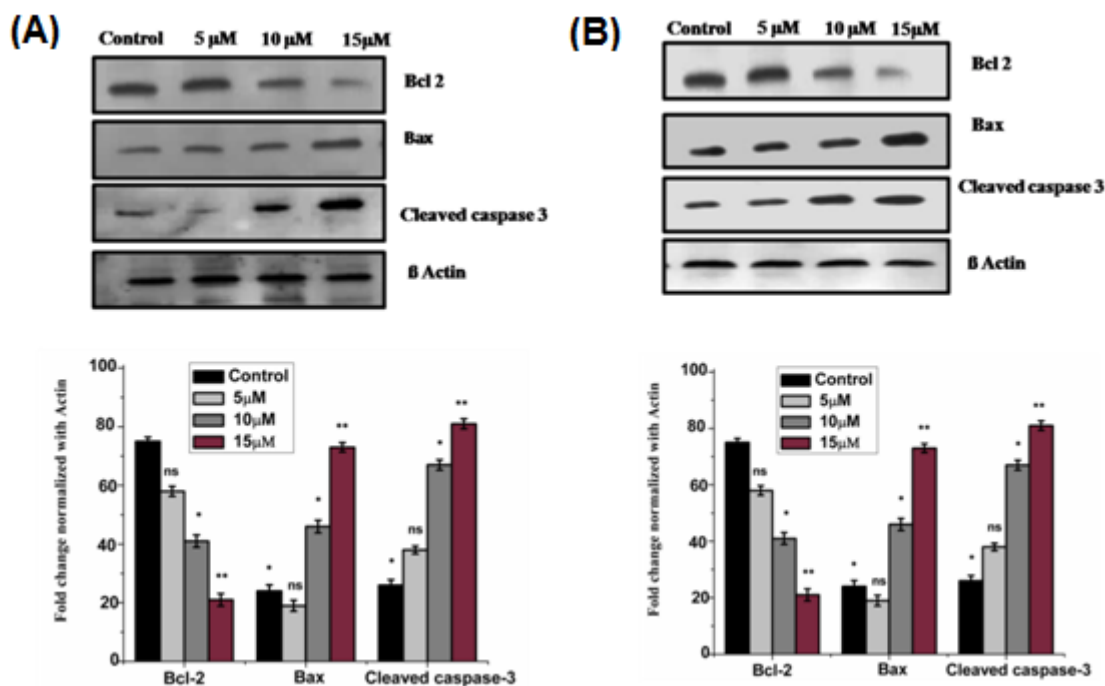 (A)
Control 5 µM 10 µM 15µM
Bcl 2
Bax
Cleaved caspase 3
ß Actin
Fold change normalized with Actin
100
80
60
40
20
0
Control
5µM
10µM
15µM
ns
*
**
*
ns
*
**
*
ns
*
**
Bcl-2 Bax Cleaved caspase-3
(B)
Control 5 µM 10 µM 15µM
Bcl 2
Bax
Cleaved caspase 3
ß Actin
Fold change normalized with Actin
100
80
60
40
20
0
Control
5µM
10µM
15µM
ns
*
**
*
ns
*
**
*
ns
*
**
Bcl-2 Bax Cleaved caspase-3